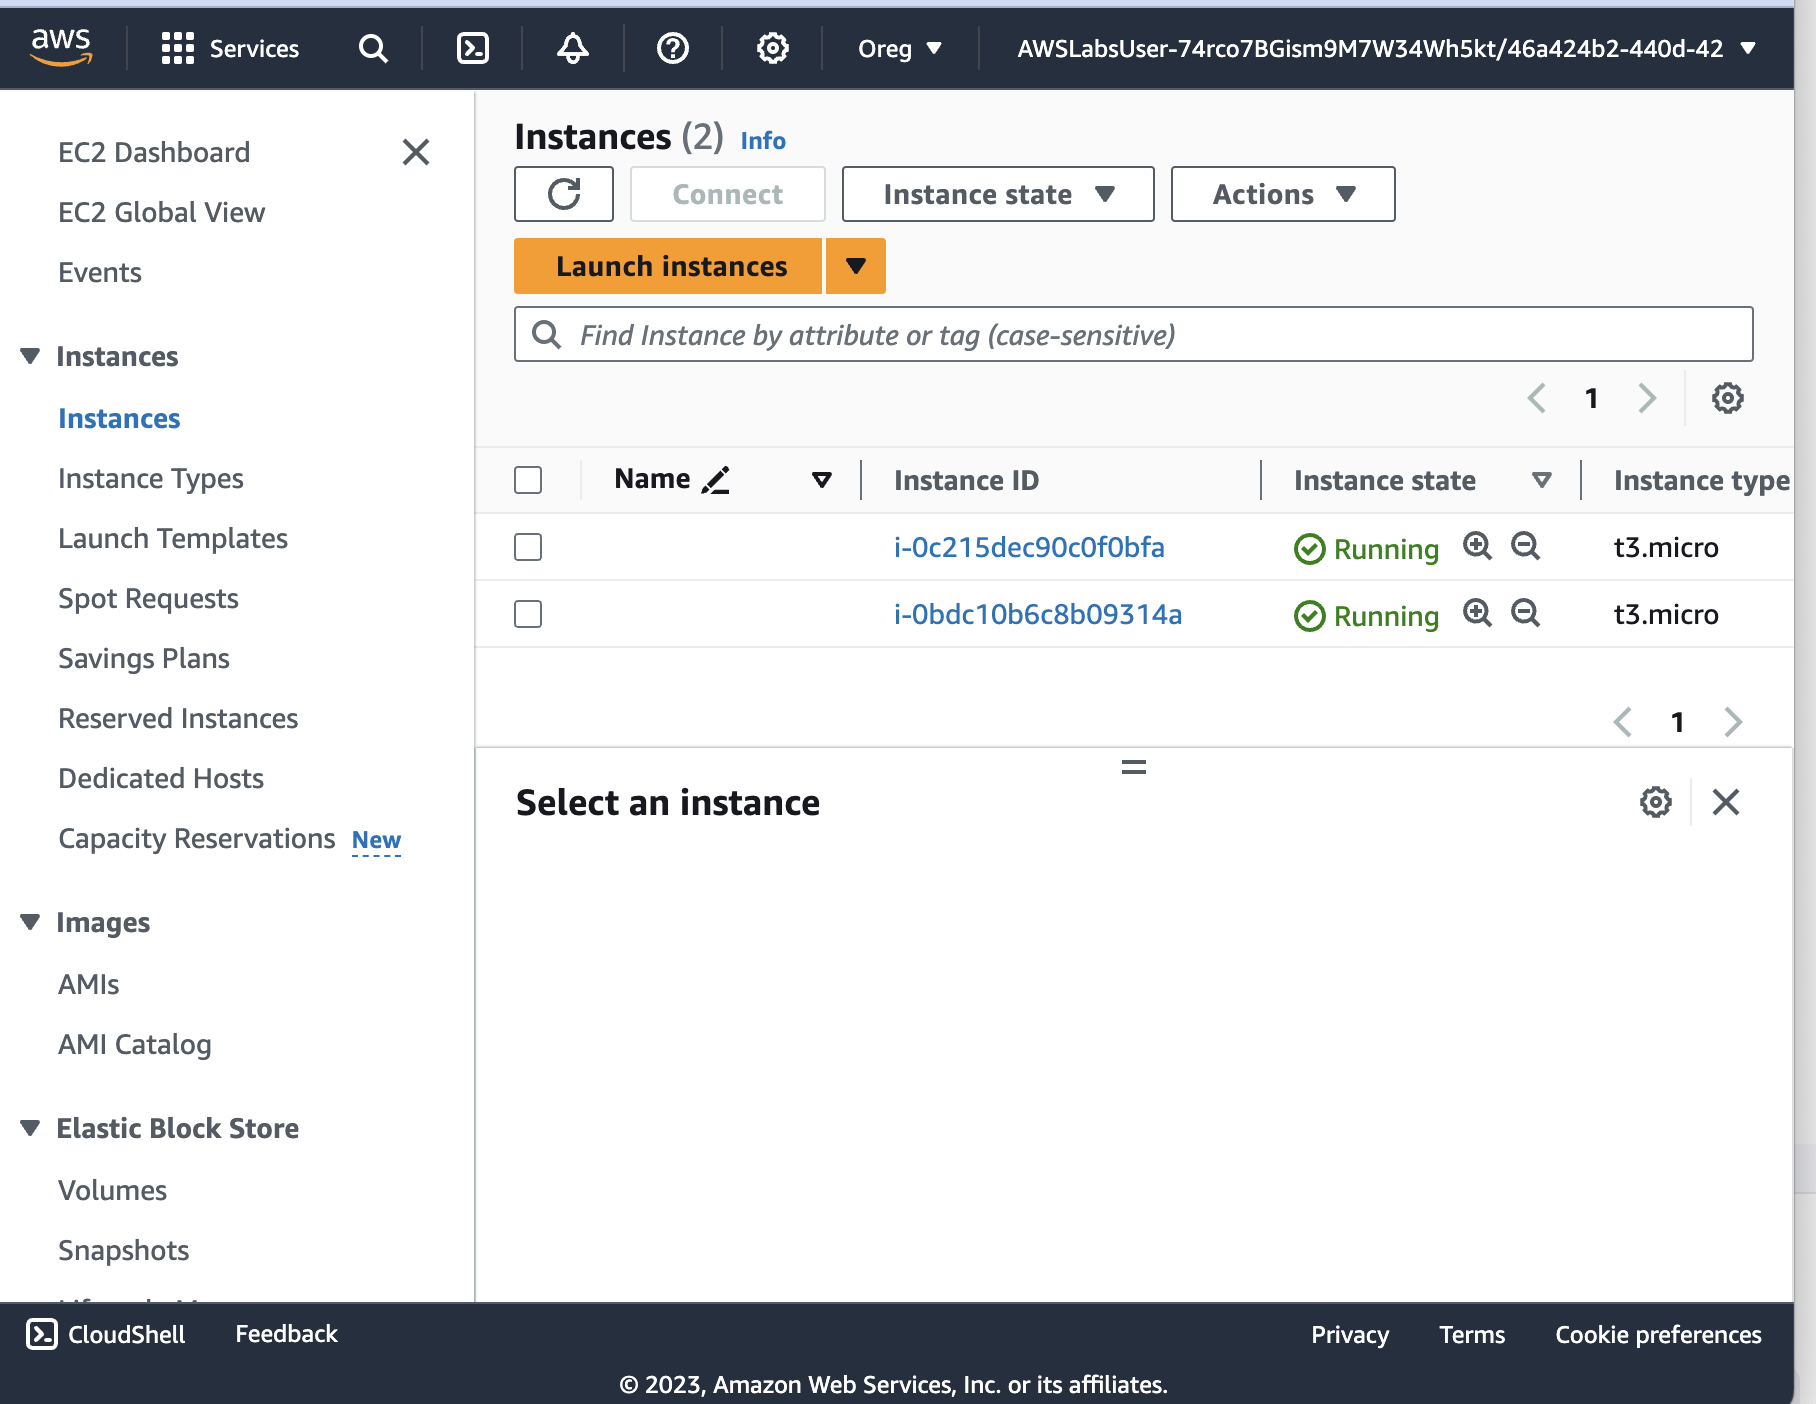 aws Services Oreg AWSLabsUser-74rco7BGism9M7W34Wh5kt/46a424b2-440d-42
EC2 Dashboard
EC2 Global View
Events
Instances
Instances
Instance Types
Launch Templates
Spot Requests
Savings Plans
Reserved Instances
Dedicated Hosts
Capacity Reservations New
Images
AMIs
AMI Catalog
Elastic Block Store
Volumes
Snapshots
Instances (2) Info
Connect Instance state Actions
Launch instances
Find Instance by attribute or tag (case-sensitive)
1
Name Instance ID Instance state Instance type
i-0c215dec90c0f0bfa Running t3.micro
i-0bdc10b6c8b09314a Running t3.micro
1
Select an instance
CloudShell Feedback Privacy Terms Cookie preferences
© 2023, Amazon Web Services, Inc. or its affiliates.